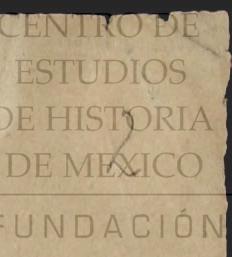 CENTRO DE
ESTUDIOS
DE HISTORIA
DE MEXICO
FUNDACIÓN